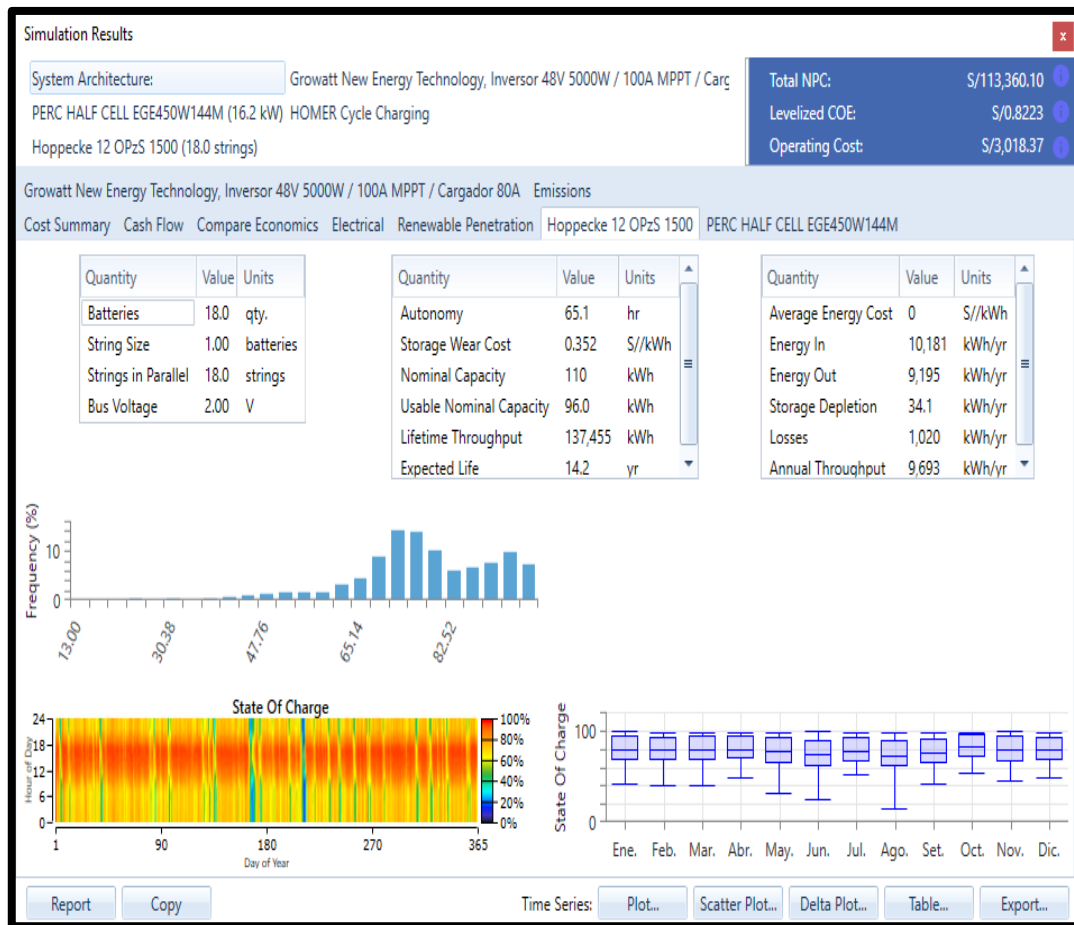 Simulation Results
x
System Architecture:
Growatt New Energy Technology, Inversor 48V 5000W / 100A MPPT / Carg
PERC HALF CELL EGE450W144M (16.2 kW) HOMER Cycle Charging
Hoppecke 12 OPzS 1500 (18.0 strings)
Total NPC: S/113,360.10
Levelized COE: S/0.8223
Operating Cost: S/3,018.37
Growatt New Energy Technology, Inversor 48V 5000W / 100A MPPT / Cargador 80A Emissions
Cost Summary Cash Flow Compare Economics Electrical Renewable Penetration Hoppecke 12 OPzS 1500 PERC HALF CELL EGE450W144M
Quantity Value Units
Batteries 18.0 qty.
String Size 1.00 batteries
Strings in Parallel 18.0 strings
Bus Voltage 2.00 V
Quantity Value Units
Autonomy 65.1 hr
Storage Wear Cost 0.352 S//kWh
Nominal Capacity 110 kWh
Usable Nominal Capacity 96.0 kWh
Lifetime Throughput 137,455 kWh
Expected Life 14.2 yr
Quantity Value Units
Average Energy Cost 0 S//kWh
Energy In 10,181 kWh/yr
Energy Out 9,195 kWh/yr
Storage Depletion 34.1 kWh/yr
Losses 1,020 kWh/yr
Annual Throughput 9,693 kWh/yr
Frequency (%)
10
0
13.00 30.38 47.76 65.14 82.52
State Of Charge
Hour of Day
24
18
12
6
0
1 90 180 270 365
Day of Year
100%
80%
60%
40%
20%
0%
State Of Charge
100
0
Ene. Feb. Mar. Abr. May. Jun. Jul. Ago. Set. Oct. Nov. Dic.
Report Copy Time Series: Plot... Scatter Plot... Delta Plot... Table... Export...